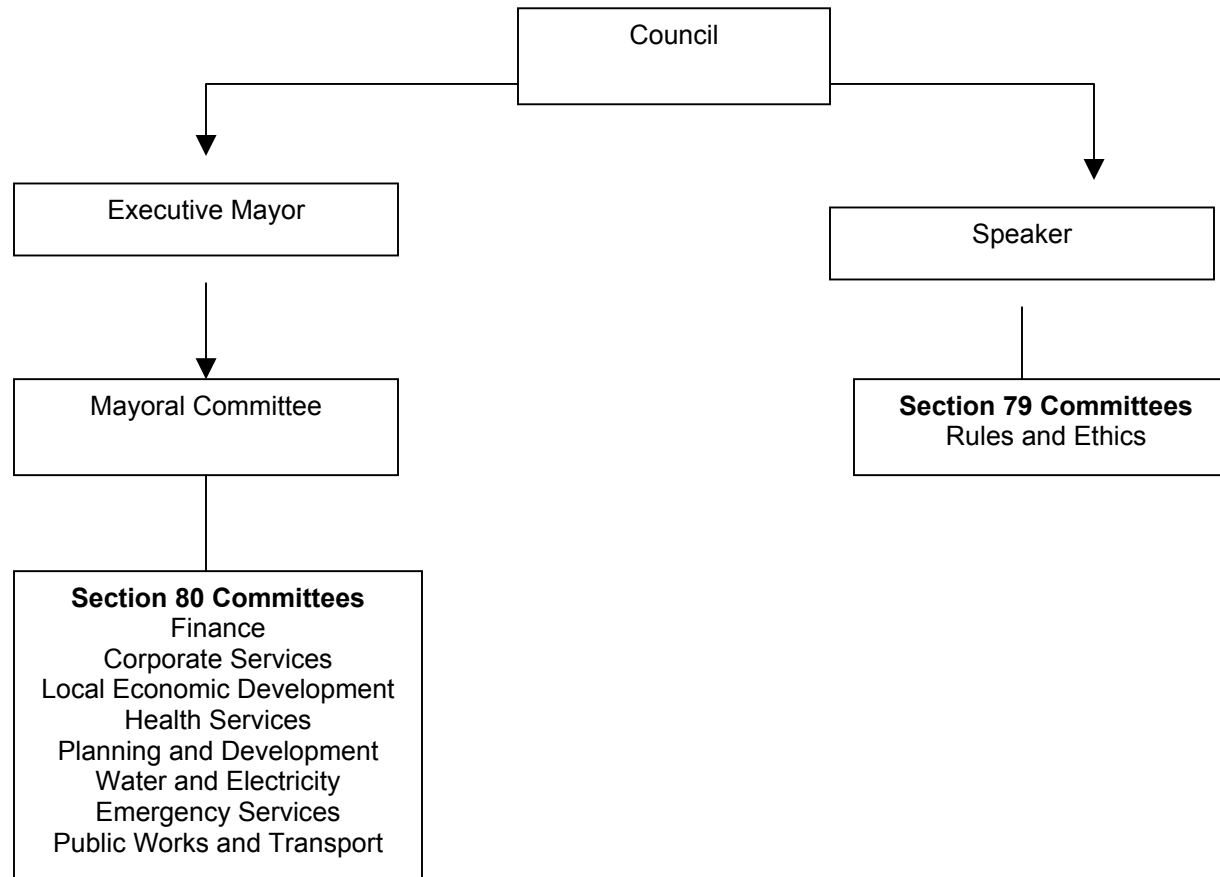 Council
Executive Mayor
Speaker
Mayoral Committee
Section 79 Committees
Rules and Ethics
Section 80 Committees
Finance
Corporate Services
Local Economic Development
Health Services
Planning and Development
Water and Electricity
Emergency Services
Public Works and Transport